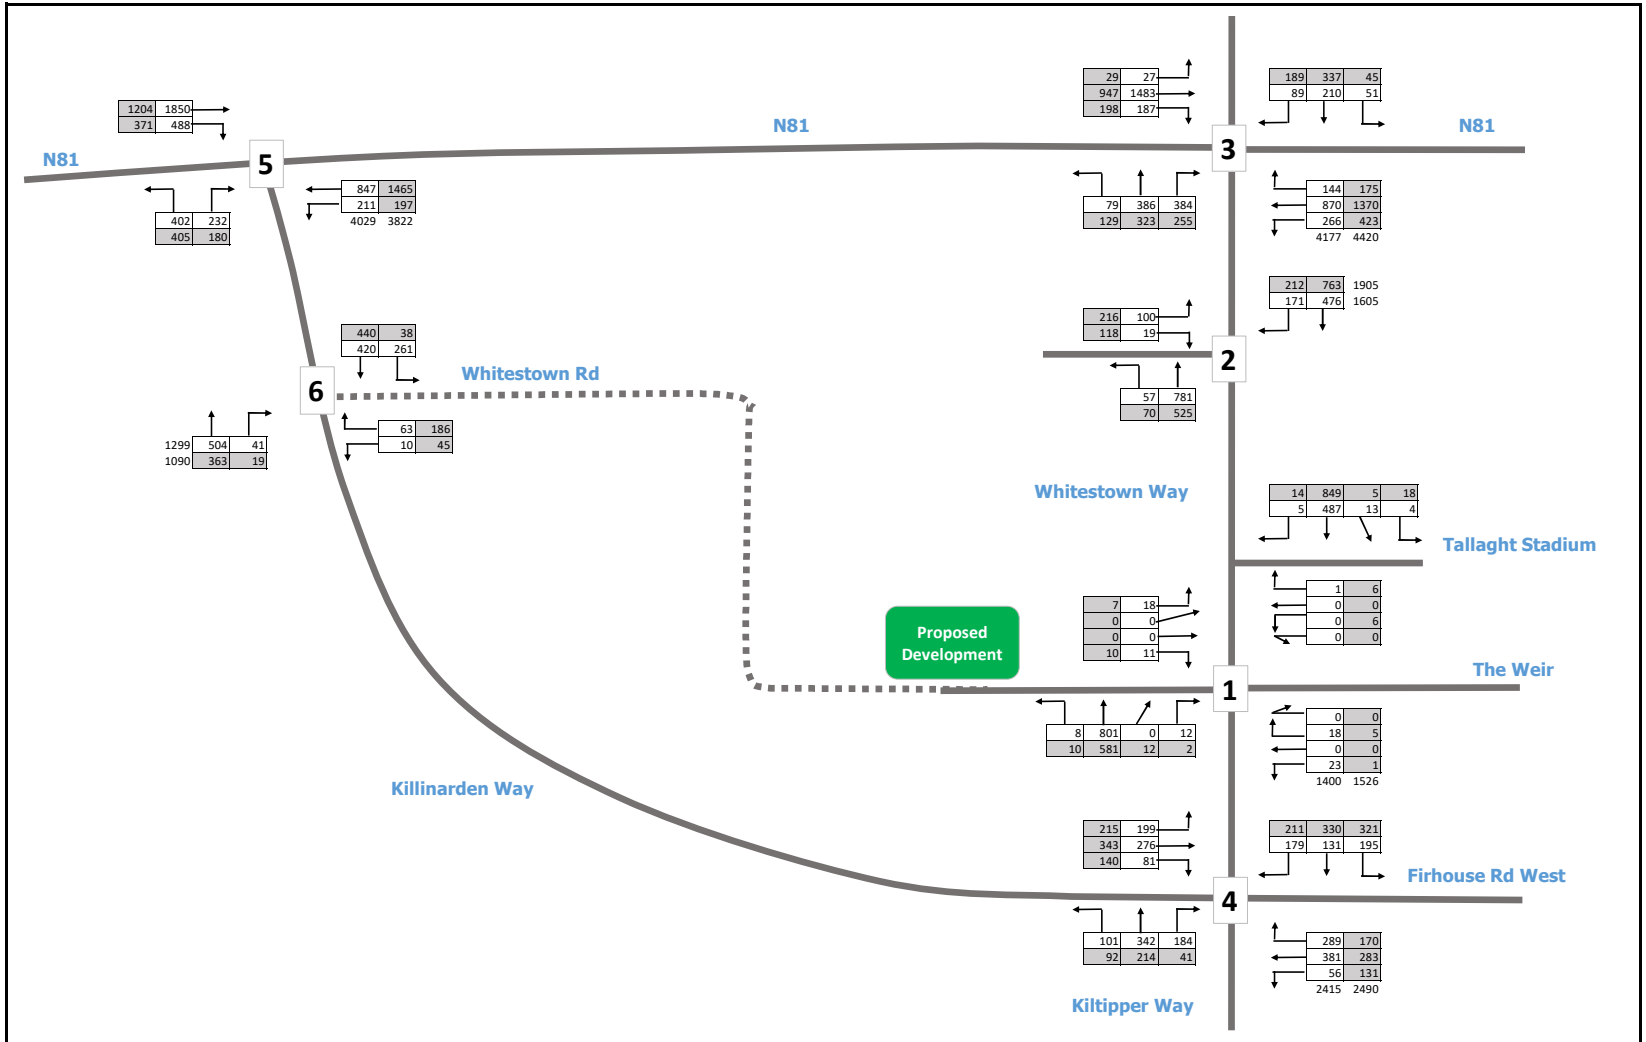 29 27
947 1483
198 187
189 337 45
89 210 51
1204 1850
371 488
N81
N81
N81
5
3
847 1465
211 197
4029 3822
402 232
405 180
79 386 384
129 323 255
144 175
870 1370
266 423
4177 4420
212 763 1905
171 476 1605
216 100
118 19
2
57 781
70 525
440 38
420 261
Whitestown Rd
6
63 186
10 45
1299 504 41
1090 363 19
Whitestown Way
14 849 5 18
5 487 13 4
Tallaght Stadium
1 6
0 0
0 6
0 0
7 18
0 0
0 0
10 11
Proposed
Development
The Weir
1
8 801 0 12
10 581 12 2
0 0
18 5
0 0
23 1
1400 1526
Killinarden Way
215 199
343 276
140 81
211 330 321
179 131 195
Firhouse Rd West
4
101 342 184
92 214 41
289 170
381 283
56 131
2415 2490
Kiltipper Way